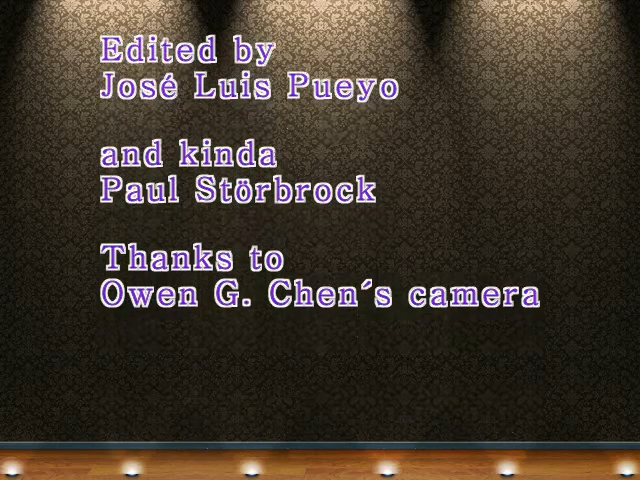 Edited by
José Luis Pueyo
and kinda
Paul Störbrock
Thanks to
Owen G. Chen´s camera